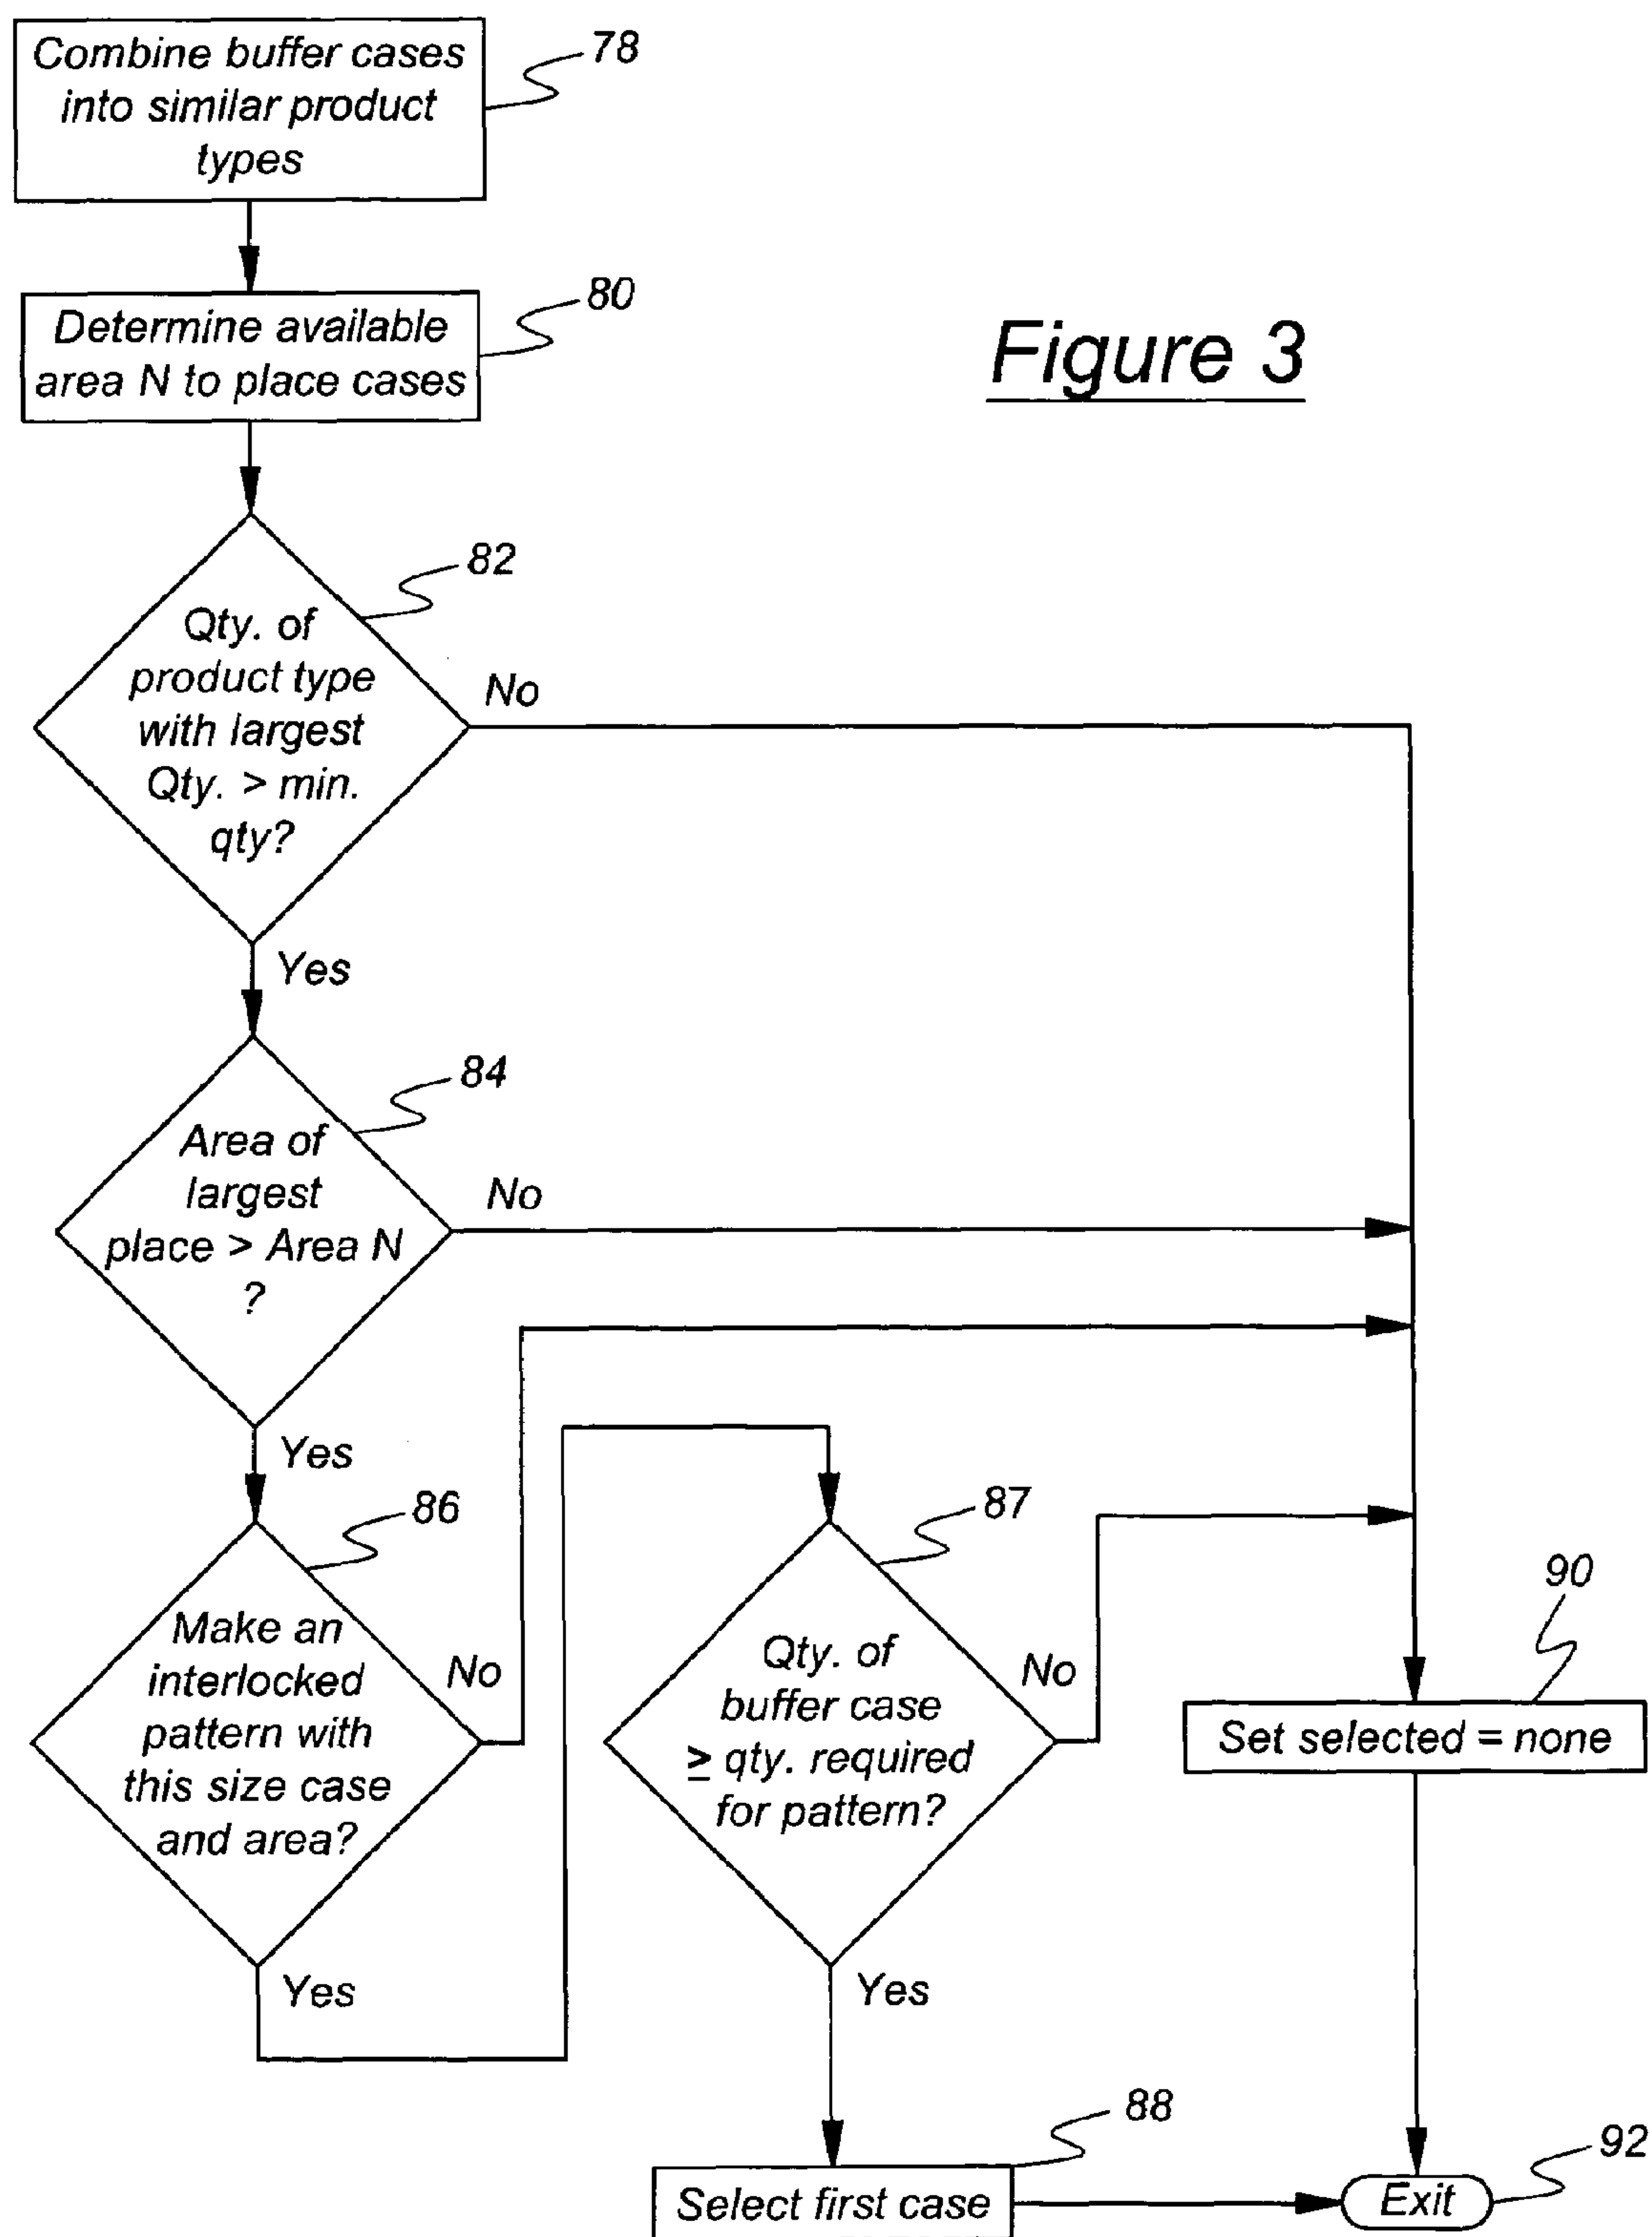 Combine buffer cases
into similar product
types
78
Determine available
area N to place cases
80
Figure 3
82
Qty. of
product type
with largest
Qty. > min.
qty?
No
Yes
84
Area of
largest
place > Area N
?
No
Yes
86
Make an
interlocked
pattern with
this size case
and area?
No
Yes
87
Qty. of
buffer case
≥ qty. required
for pattern?
No
Yes
90
Set selected = none
88
Select first case
92
Exit